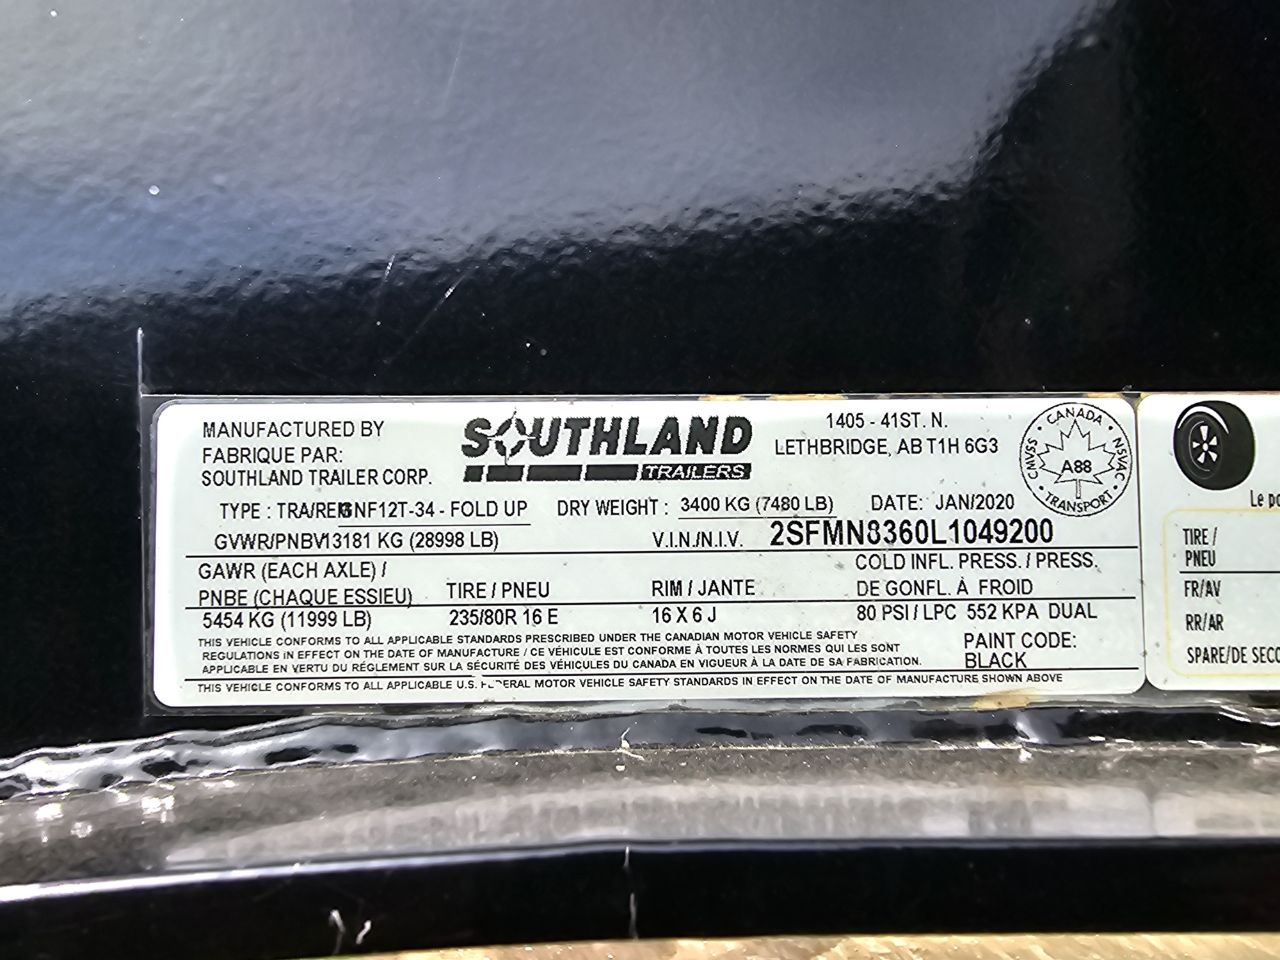 MANUFACTURED BY
FABRIQUE PAR:
SOUTHLAND TRAILER CORP.
SOUTHLAND
TRAILERS
1405 - 41ST. N.
LETHBRIDGE, AB T1H 6G3
CANADA
CMVSS
NSVAC
A88
TRANSPORT
TYPE : TRA/REM GNF12T-34 - FOLD UP DRY WEIGHT : 3400 KG (7480 LB) DATE: JAN/2020
GVWR/PNBV13181 KG (28998 LB) V.I.N./N.I.V. 2SFMN8360L1049200
GAWR (EACH AXLE) /
PNBE (CHAQUE ESSIEU) TIRE / PNEU RIM / JANTE
COLD INFL. PRESS. / PRESS.
DE GONFL. À FROID
5454 KG (11999 LB) 235/80R 16 E 16 X 6 J 80 PSI / LPC 552 KPA DUAL
THIS VEHICLE CONFORMS TO ALL APPLICABLE STANDARDS PRESCRIBED UNDER THE CANADIAN MOTOR VEHICLE SAFETY
REGULATIONS IN EFFECT ON THE DATE OF MANUFACTURE / CE VÉHICULE EST CONFORME À TOUTES LES NORMES QUI LES SONT
APPLICABLE EN VERTU DU RÉGLEMENT SUR LA SÉCURITÉ DES VÉHICULES DU CANADA EN VIGUEUR À LA DATE DE SA FABRICATION.
PAINT CODE:
BLACK
THIS VEHICLE CONFORMS TO ALL APPLICABLE U.S. FEDERAL MOTOR VEHICLE SAFETY STANDARDS IN EFFECT ON THE DATE OF MANUFACTURE SHOWN ABOVE
Le
TIRE /
PNEU
FR/AV
RR/AR
SPARE/DE